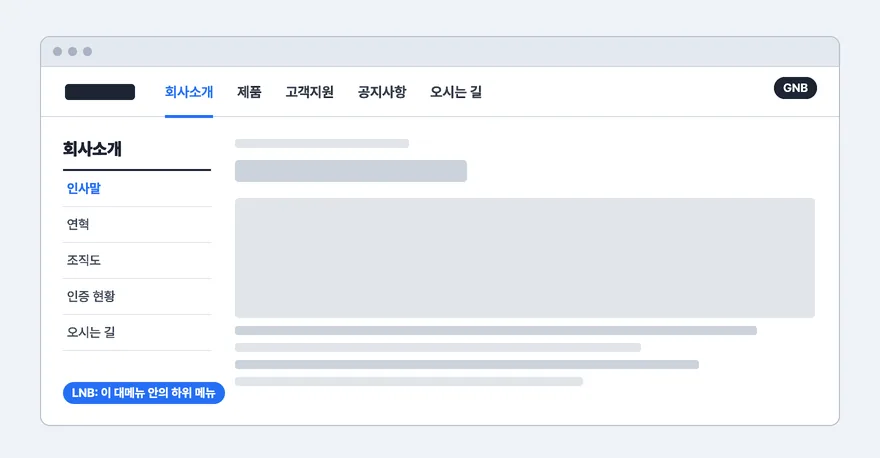 회사소개 제품 고객지원 공지사항 오시는 길 GNB
회사소개
인사말
연혁
조직도
인증 현황
오시는 길
LNB: 이 대메뉴 안의 하위 메뉴